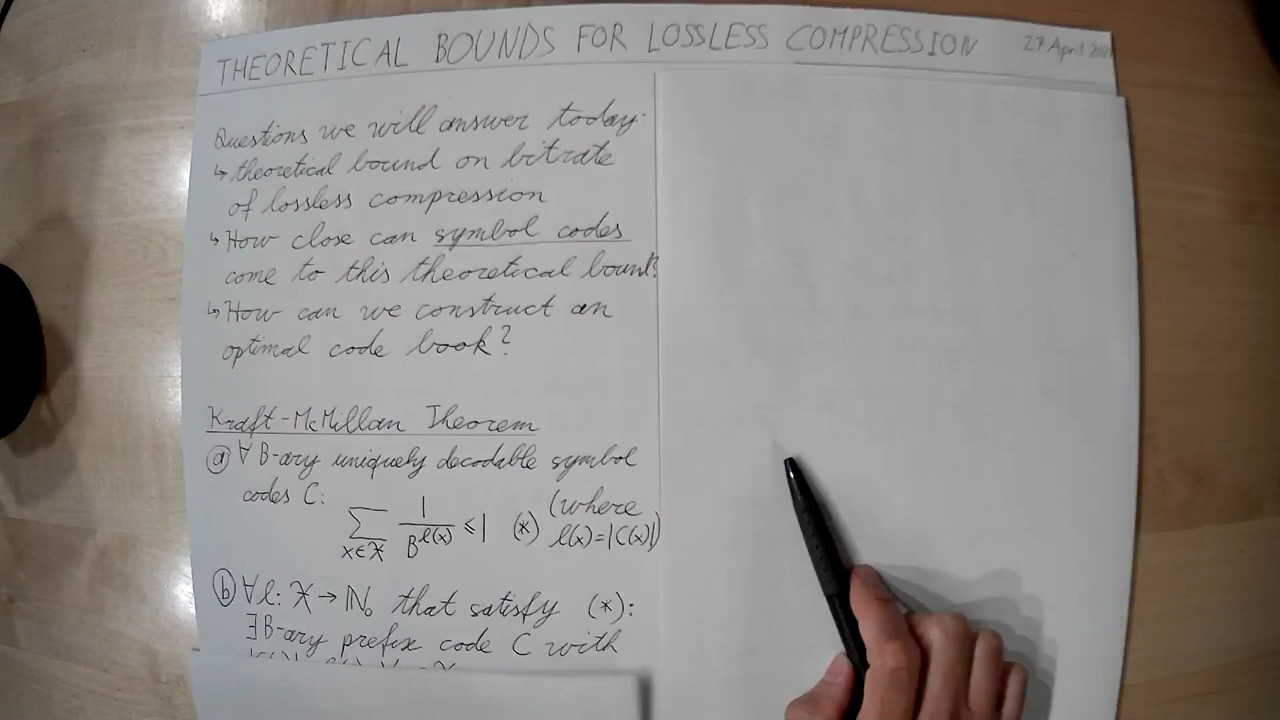 THEORETICAL BOUNDS FOR LOSSLESS COMPRESSION
27 April
Questions we will answer today:
↳ theoretical bound on bitrate
of lossless compression
↳ How close can symbol codes
come to this theoretical bound?
↳ How can we construct an
optimal code book?
Kraft-McMillan Theorem
ⓐ ∀ B-ary uniquely decodable symbol
codes C:
∑_{x∈𝒳} 1/B^{ℓ(x)} ≤ 1 (*) (where
ℓ(x)=|C(x)|)
ⓑ ∀ℓ: 𝒳 → ℕ₀ that satisfy (*):
∃ B-ary prefix code C with